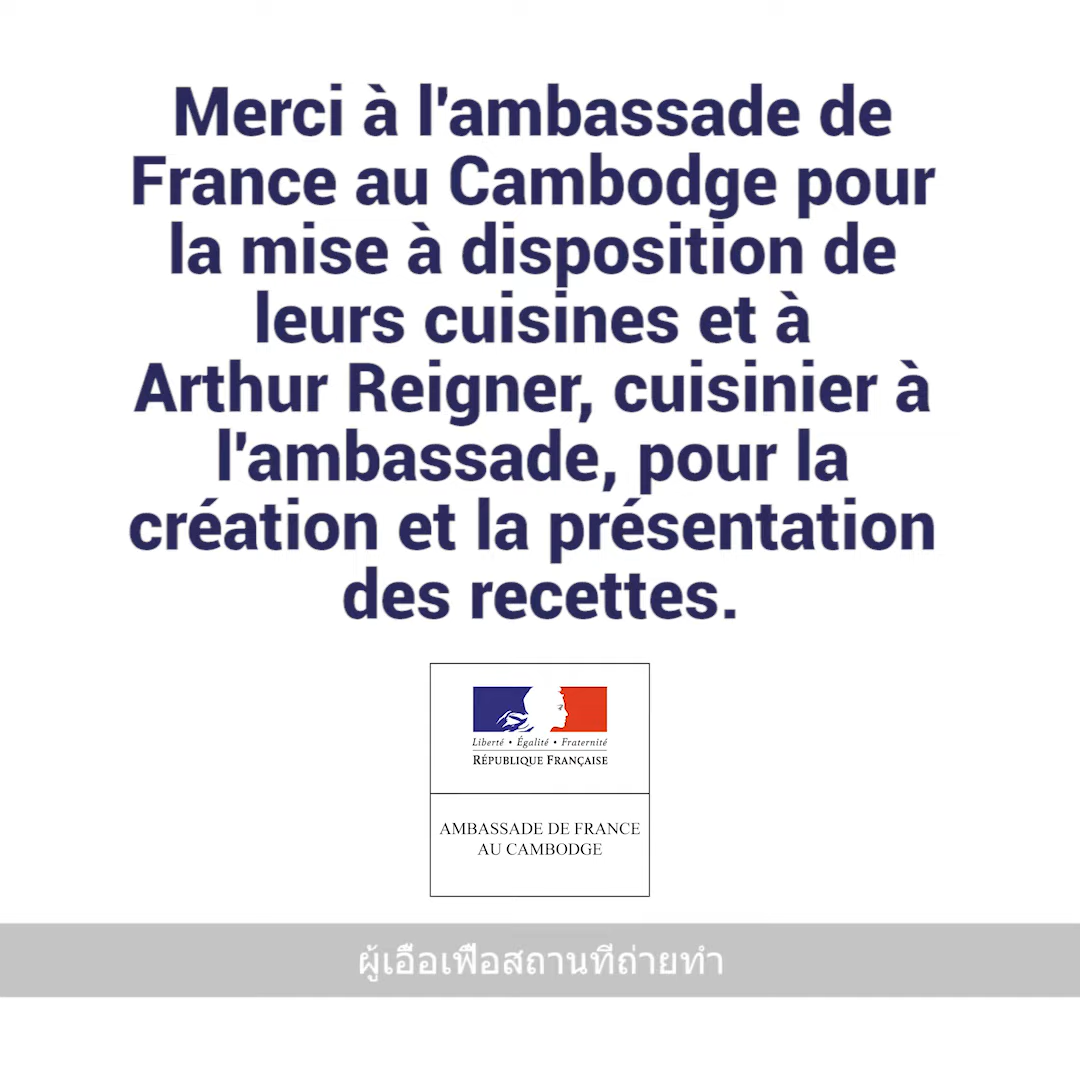 Merci à l'ambassade de
France au Cambodge pour
la mise à disposition de
leurs cuisines et à
Arthur Reigner, cuisinier à
l'ambassade, pour la
création et la présentation
des recettes.
Liberté • Égalité • Fraternité
RÉPUBLIQUE FRANÇAISE
AMBASSADE DE FRANCE
AU CAMBODGE
ผู้เอื้อเฟื้อสถานที่ถ่ายทำ